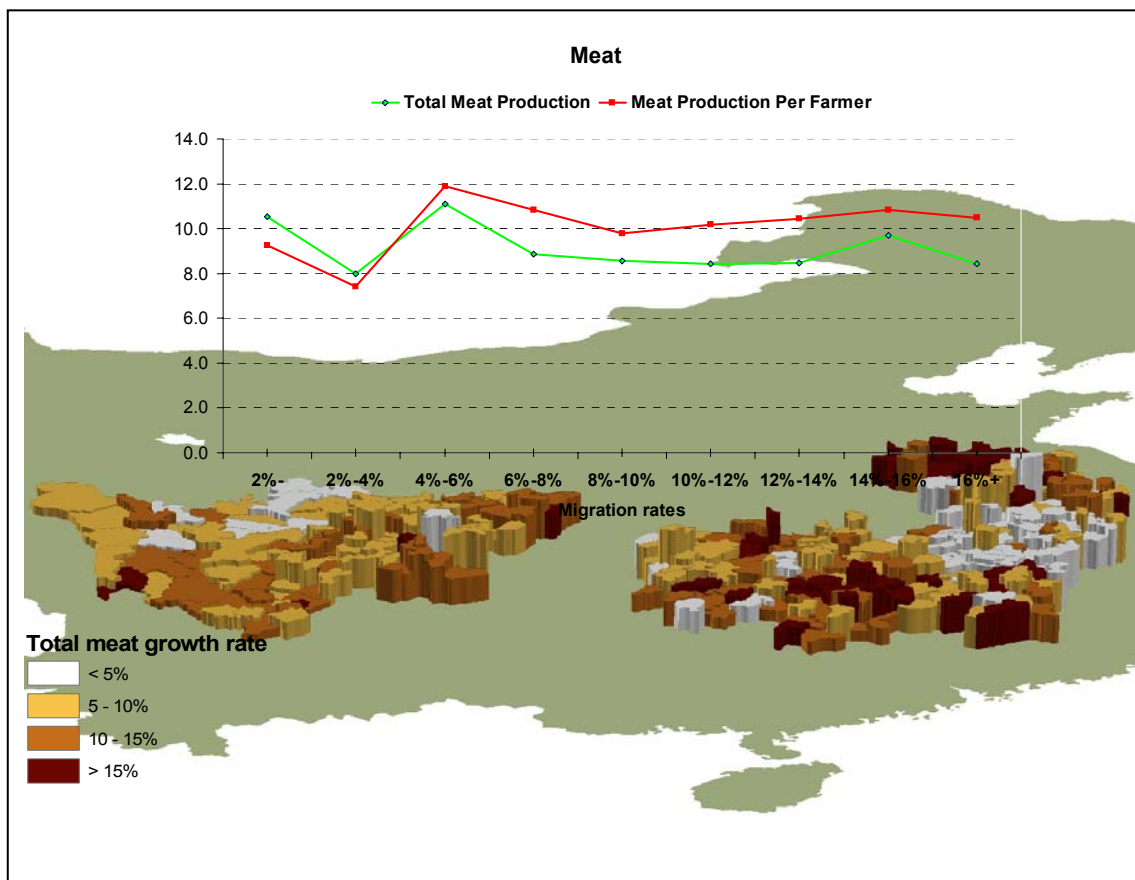 Meat
Total Meat Production Meat Production Per Farmer
14.0
12.0
10.0
8.0
6.0
4.0
2.0
0.0
2%- 2%-4% 4%-6% 6%-8% 8%-10% 10%-12% 12%-14% 14%-16% 16%+
Migration rates
Total meat growth rate
< 5%
5 - 10%
10 - 15%
> 15%